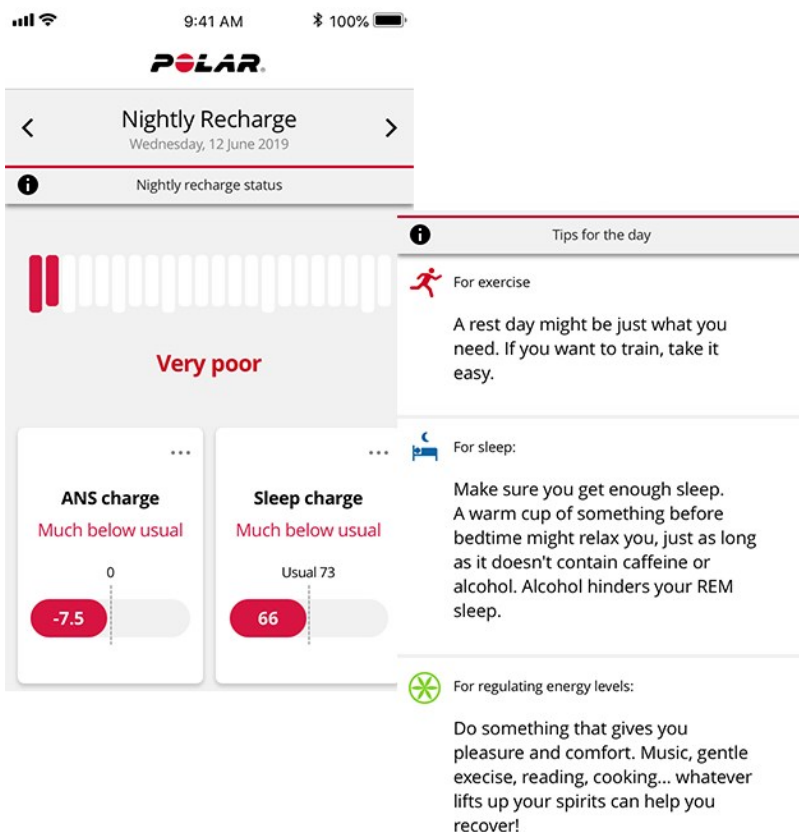 9:41 AM
100%
POLAR
Nightly Recharge
Wednesday, 12 June 2019
Nightly recharge status
Very poor
ANS charge
Much below usual
0
-7.5
Sleep charge
Much below usual
Usual 73
66
Tips for the day
For exercise
A rest day might be just what you
need. If you want to train, take it
easy.
For sleep:
Make sure you get enough sleep.
A warm cup of something before
bedtime might relax you, just as long
as it doesn't contain caffeine or
alcohol. Alcohol hinders your REM
sleep.
For regulating energy levels:
Do something that gives you
pleasure and comfort. Music, gentle
execise, reading, cooking... whatever
lifts up your spirits can help you
recover!